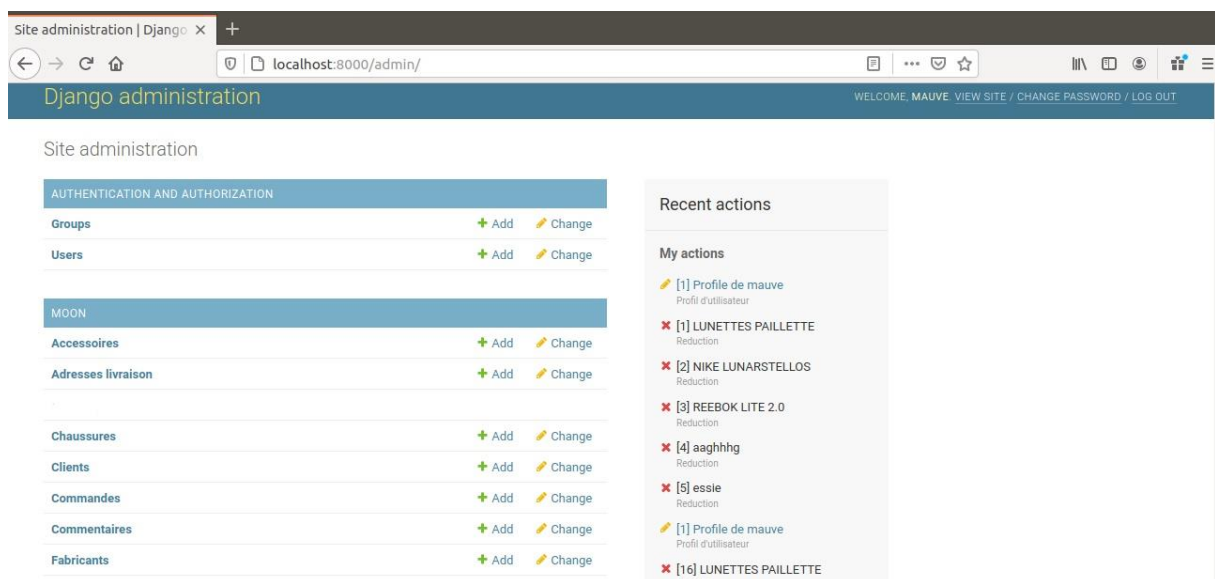 Site administration | Django
localhost:8000/admin/
Django administration
WELCOME, MAUVE. VIEW SITE / CHANGE PASSWORD / LOG OUT
Site administration
AUTHENTICATION AND AUTHORIZATION
Groups Add Change
Users Add Change
MOON
Accessoires Add Change
Adresses livraison Add Change
Chaussures Add Change
Clients Add Change
Commandes Add Change
Commentaires Add Change
Fabricants Add Change
Recent actions
My actions
[1] Profile de mauve
Profil d'utilisateur
[1] LUNETTES PAILLETTE
Reduction
[2] NIKE LUNARSTELLOS
Reduction
[3] REEBOK LITE 2.0
Reduction
[4] aaghhhg
Reduction
[5] essie
Reduction
[1] Profile de mauve
Profil d'utilisateur
[16] LUNETTES PAILLETTE